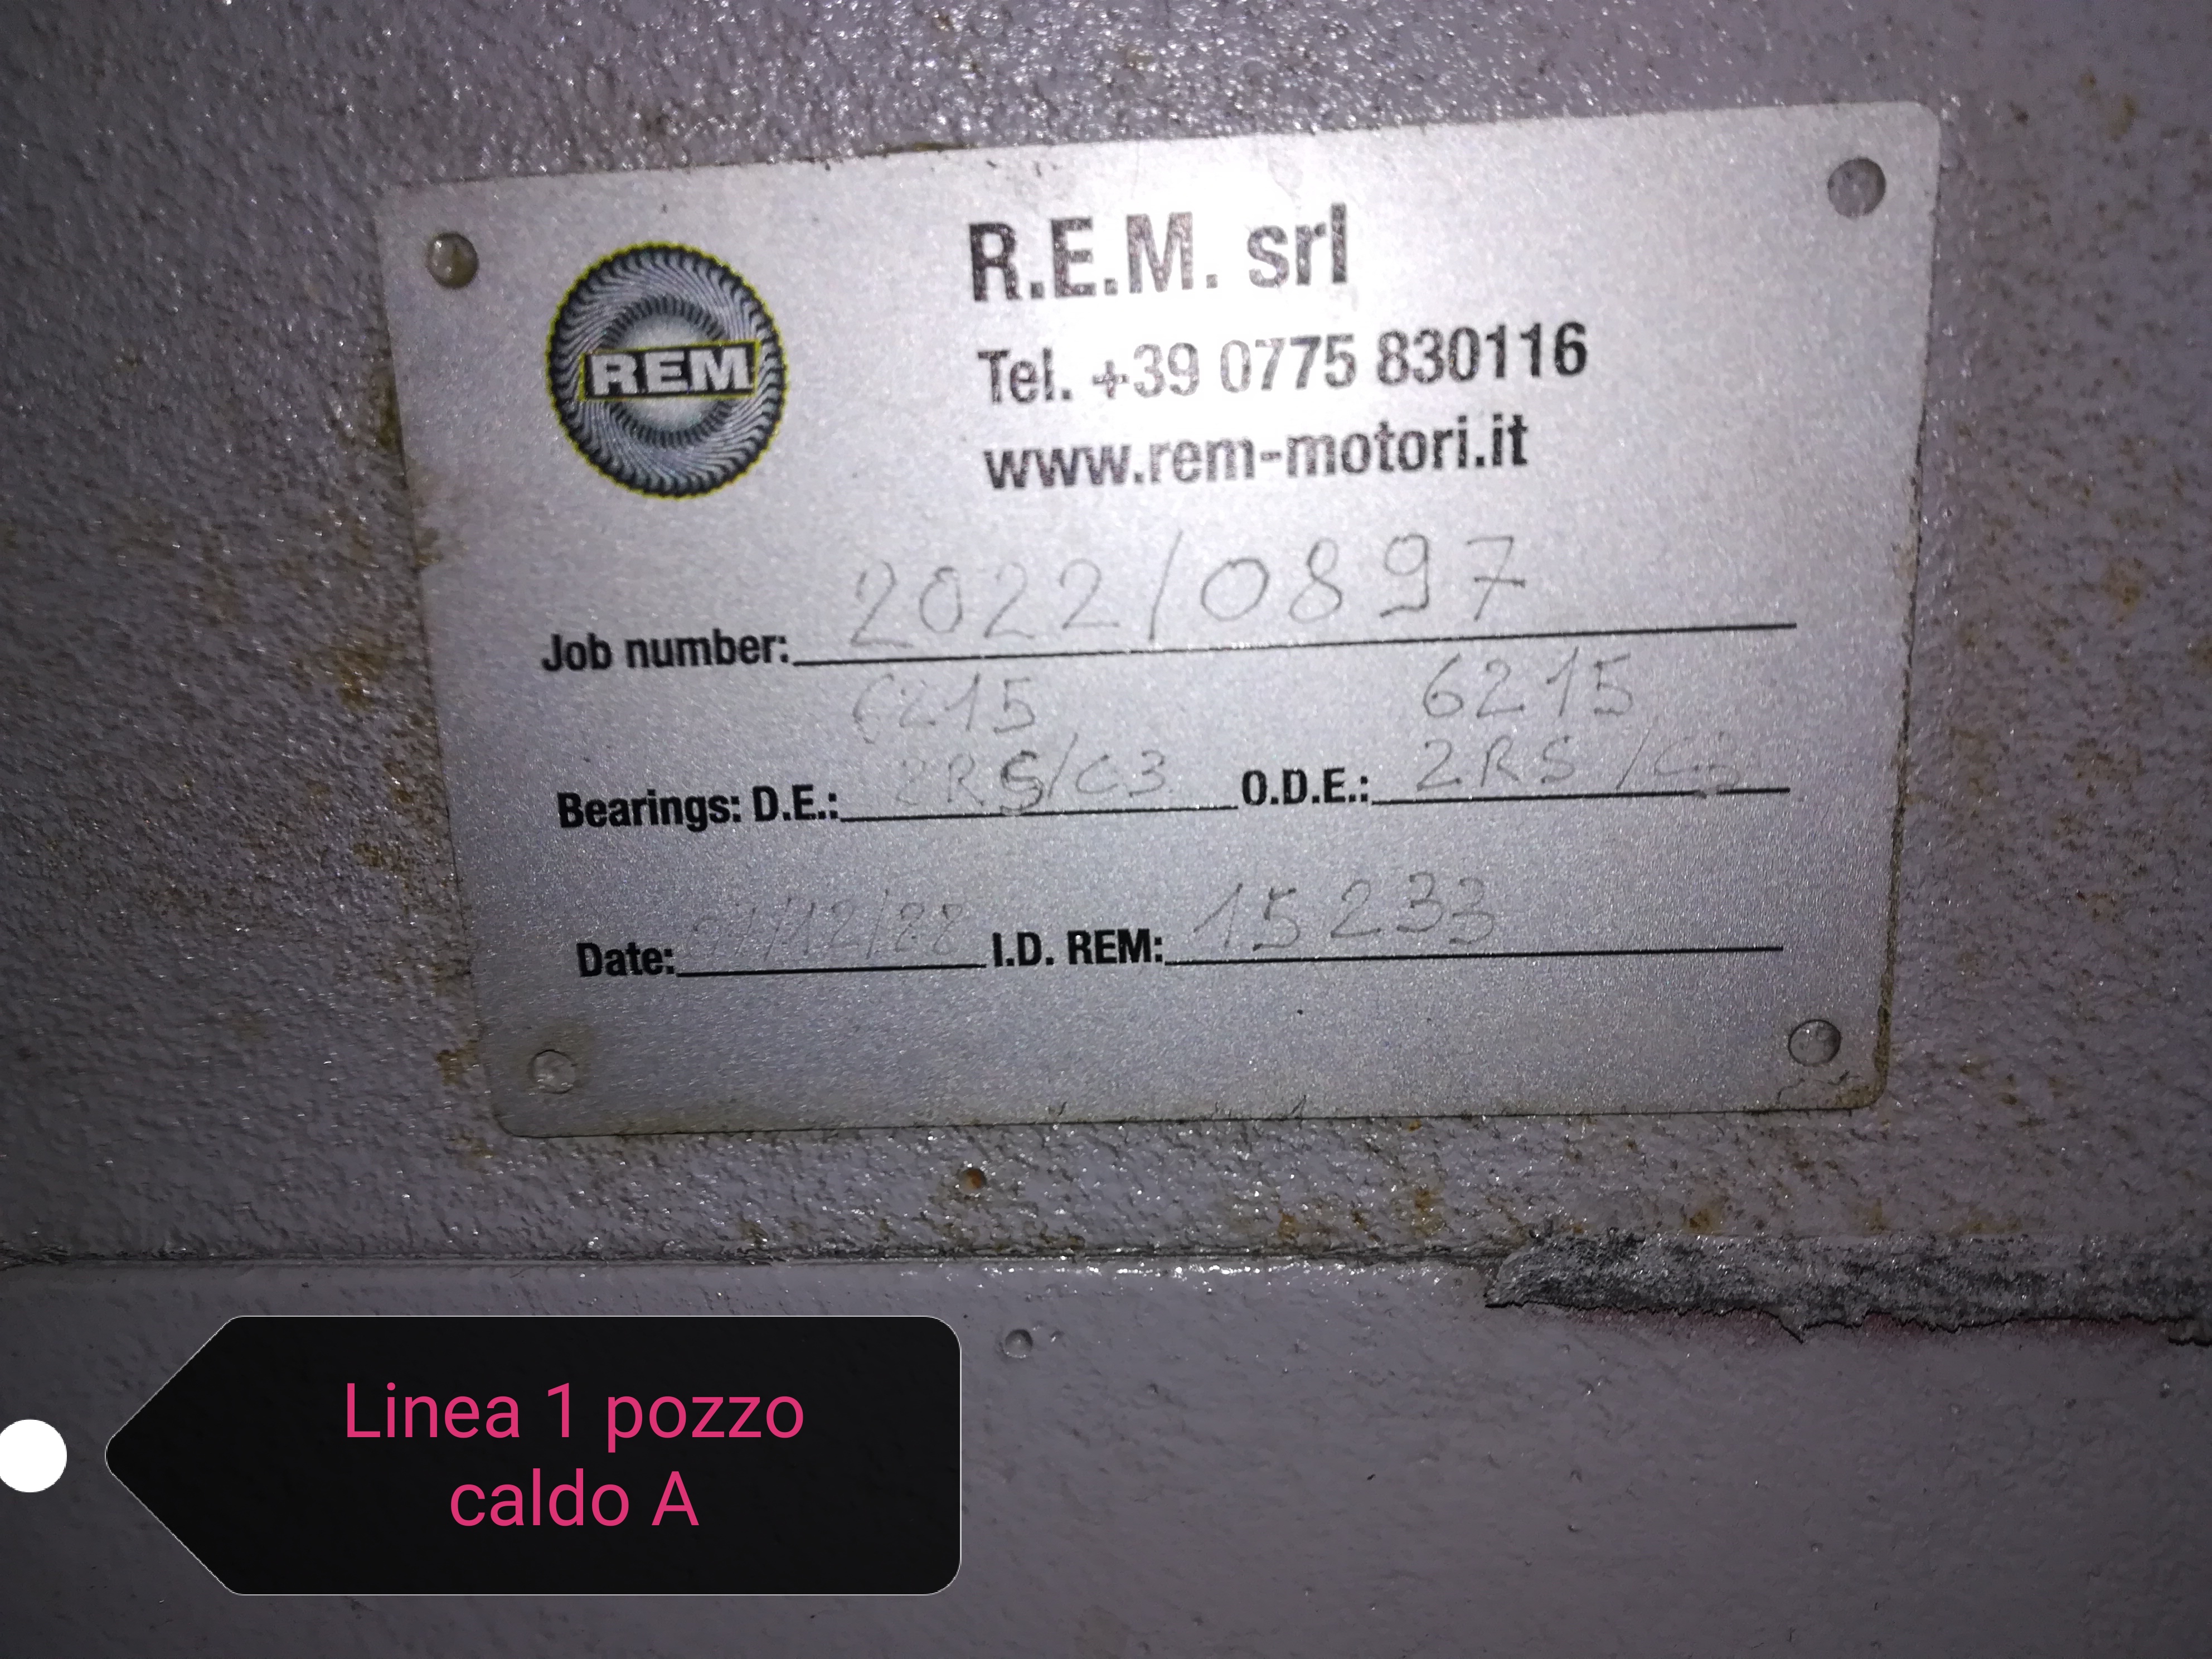 R.E.M. srl
REM
Tel. +39 0775 830116
www.rem-motori.it
Job number: 2022/0897
6215 6215
Bearings: D.E.: 2RS/C3 O.D.E.: 2RS/C3
Date: I.D. REM: 15233
Linea 1 pozzo
caldo A